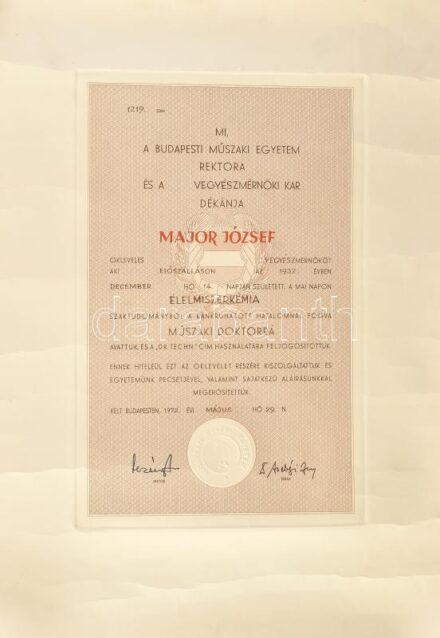 1219. szám
MI,
A BUDAPESTI MŰSZAKI EGYETEM
REKTORA
ÉS A VEGYÉSZMÉRNÖKI KAR
DÉKÁNJA
MAJOR JÓZSEF
OKLEVELES VEGYÉSZMÉRNÖKÖT
AKI ELŐSZÁLLÁSON AZ 1932. ÉVBEN
DECEMBER HÓ 14. NAPJÁN SZÜLETETT, A MAI NAPON
ÉLELMISZERKÉMIA
SZAKTUDOMÁNYBÓL A RÁNKRUHÁZOTT HATALOMNÁL FOGVA
MŰSZAKI DOKTORRÁ
AVATTUK ÉS A „DR. TECHN.” CÍM HASZNÁLATÁRA FELJOGOSÍTOTTUK.
ENNEK HITELÉÜL EZT AZ OKLEVELET RÉSZÉRE KISZOLGÁLTATTUK ÉS
EGYETEMÜNK PECSÉTJÉVEL, VALAMINT SAJÁTKEZŰ ALÁÍRÁSUNKKAL
MEGERŐSÍTETTÜK.
KELT BUDAPESTEN, 1972. ÉVI MÁJUS HÓ 29. N.
REKTOR DÉKÁN